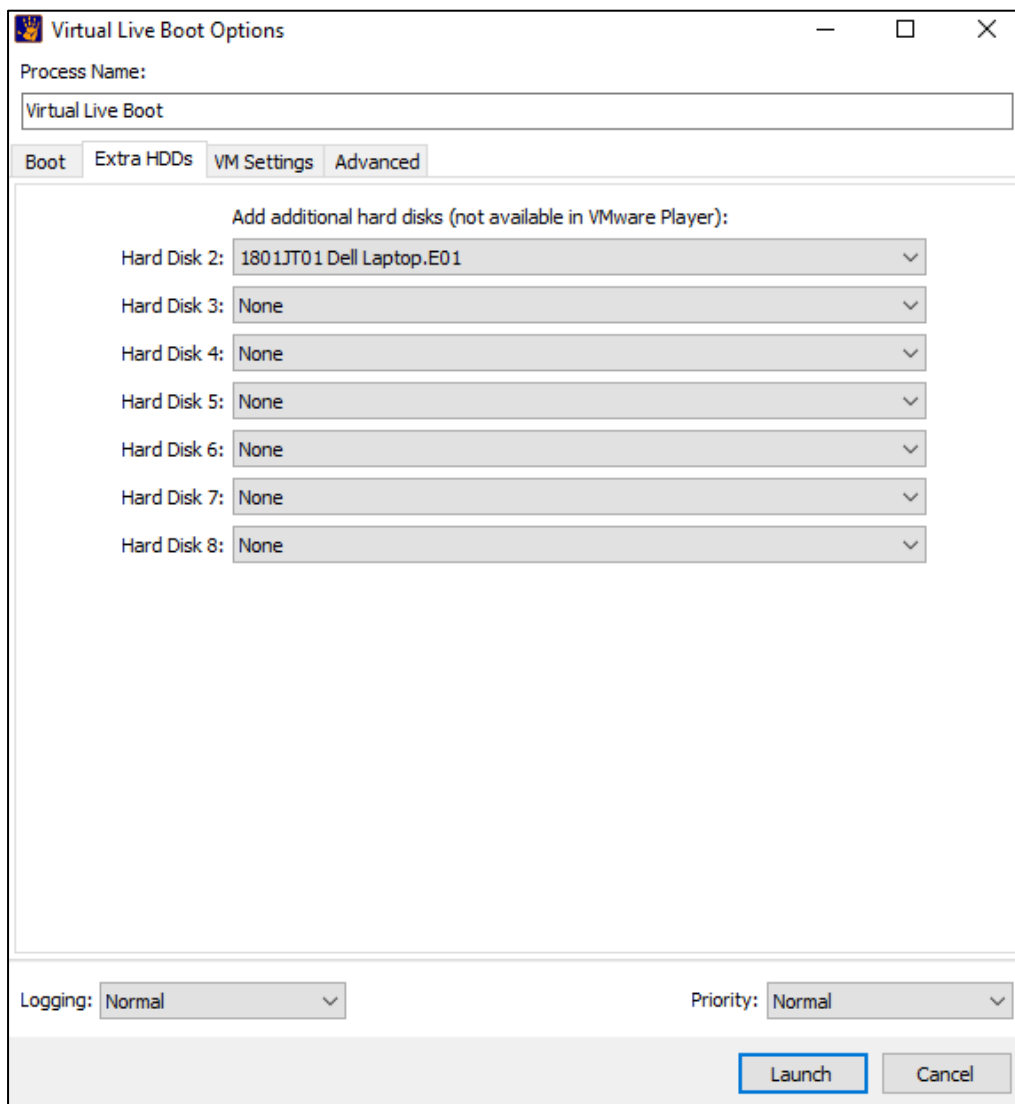 Virtual Live Boot Options
Process Name:
Virtual Live Boot
Boot Extra HDDs VM Settings Advanced
Add additional hard disks (not available in VMware Player):
Hard Disk 2: 1801JT01 Dell Laptop.E01
Hard Disk 3: None
Hard Disk 4: None
Hard Disk 5: None
Hard Disk 6: None
Hard Disk 7: None
Hard Disk 8: None
Logging: Normal Priority: Normal
Launch Cancel